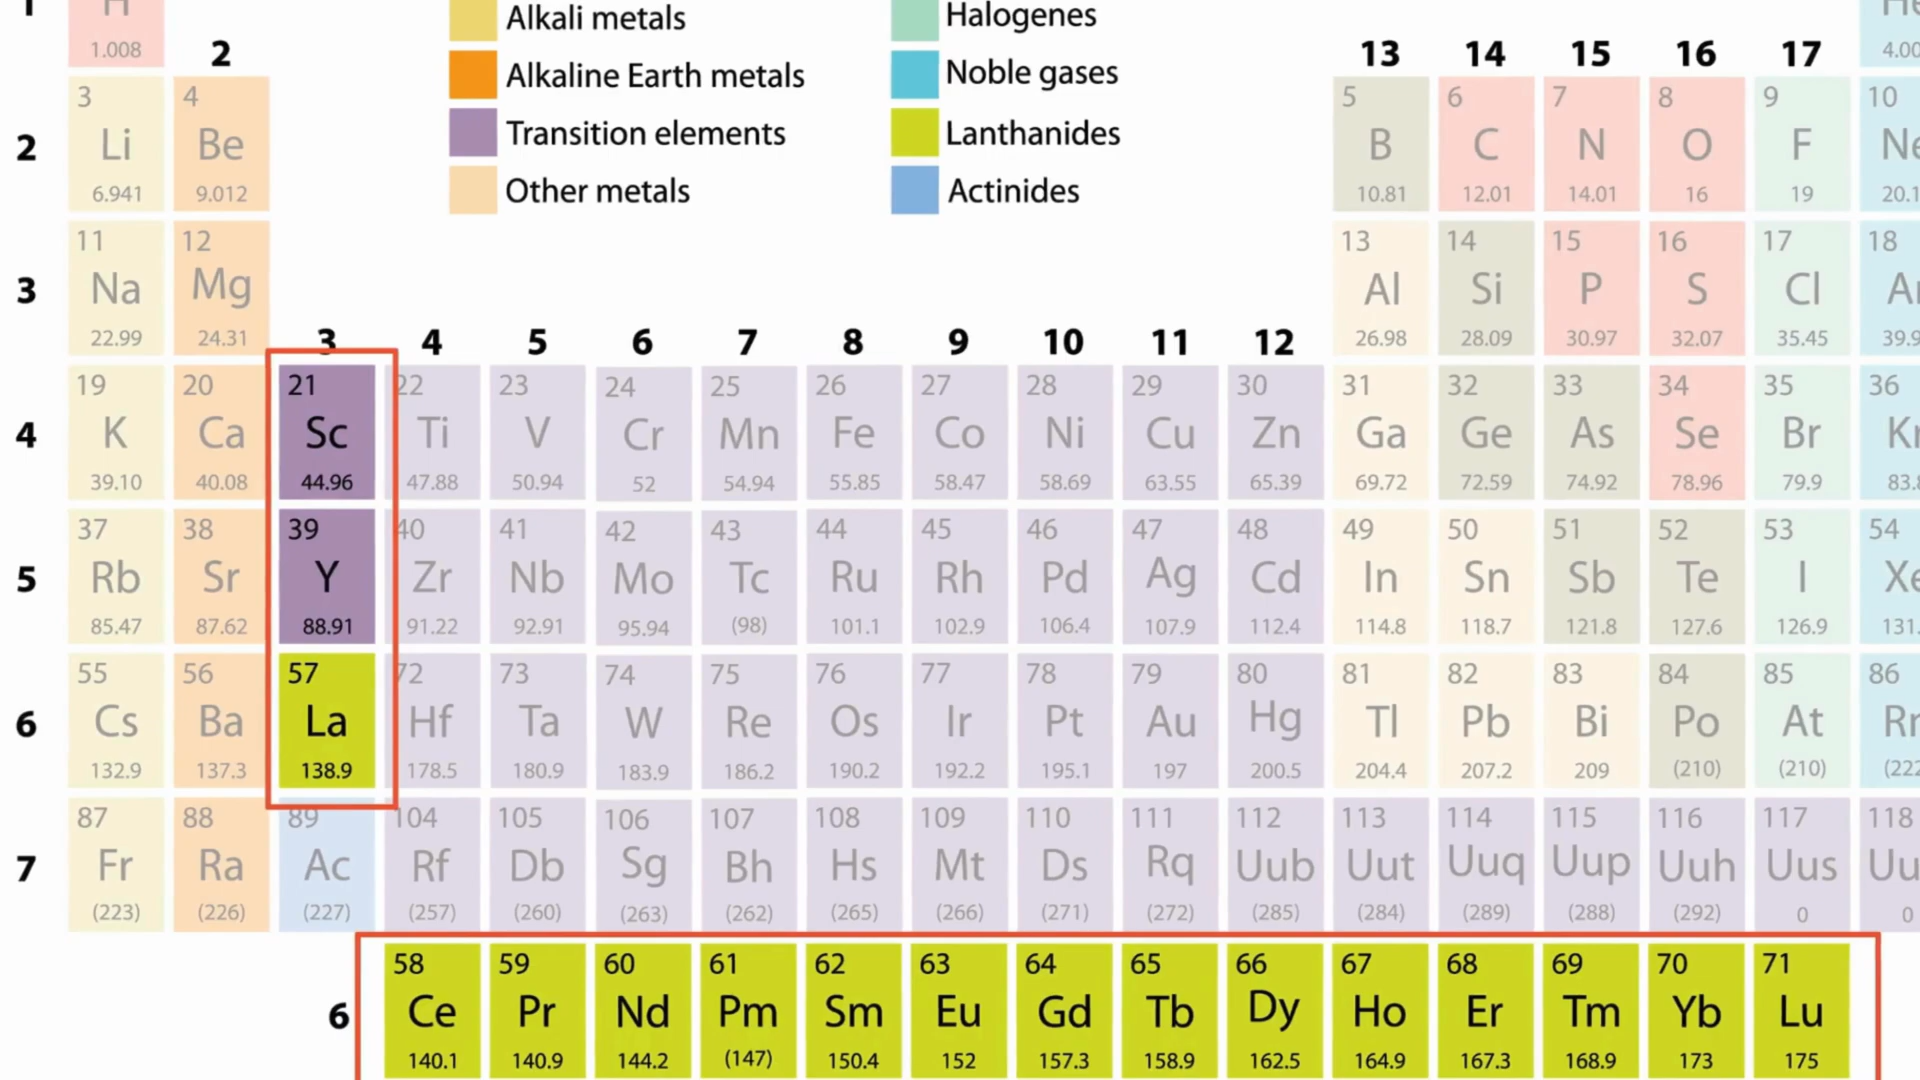 1 H Alkali metals Halogenes He
1.008 2 13 14 15 16 17 4.00
Alkaline Earth metals Noble gases
3 4 5 6 7 8 9 10
2 Li Be Transition elements Lanthanides B C N O F Ne
6.941 9.012 Other metals Actinides 10.81 12.01 14.01 16 19 20.1
11 12 13 14 15 16 17 18
3 Na Mg Al Si P S Cl Ar
22.99 24.31 26.98 28.09 30.97 32.07 35.45 39.9
3 4 5 6 7 8 9 10 11 12
19 20 21 22 23 24 25 26 27 28 29 30 31 32 33 34 35 36
4 K Ca Sc Ti V Cr Mn Fe Co Ni Cu Zn Ga Ge As Se Br Kr
39.10 40.08 44.96 47.88 50.94 52 54.94 55.85 58.47 58.69 63.55 65.39 69.72 72.59 74.92 78.96 79.9 83.8
37 38 39 40 41 42 43 44 45 46 47 48 49 50 51 52 53 54
5 Rb Sr Y Zr Nb Mo Tc Ru Rh Pd Ag Cd In Sn Sb Te I Xe
85.47 87.62 88.91 91.22 92.91 95.94 (98) 101.1 102.9 106.4 107.9 112.4 114.8 118.7 121.8 127.6 126.9 131.
55 56 57 72 73 74 75 76 77 78 79 80 81 82 83 84 85 86
6 Cs Ba La Hf Ta W Re Os Ir Pt Au Hg Tl Pb Bi Po At Rn
132.9 137.3 138.9 178.5 180.9 183.9 186.2 190.2 192.2 195.1 197 200.5 204.4 207.2 209 (210) (210) (222
87 88 89 104 105 106 107 108 109 110 111 112 113 114 115 116 117 118
7 Fr Ra Ac Rf Db Sg Bh Hs Mt Ds Rq Uub Uut Uuq Uup Uuh Uus Uu
(223) (226) (227) (257) (260) (263) (262) (265) (266) (271) (272) (285) (284) (289) (288) (292) 0 0
58 59 60 61 62 63 64 65 66 67 68 69 70 71
6 Ce Pr Nd Pm Sm Eu Gd Tb Dy Ho Er Tm Yb Lu
140.1 140.9 144.2 (147) 150.4 152 157.3 158.9 162.5 164.9 167.3 168.9 173 175